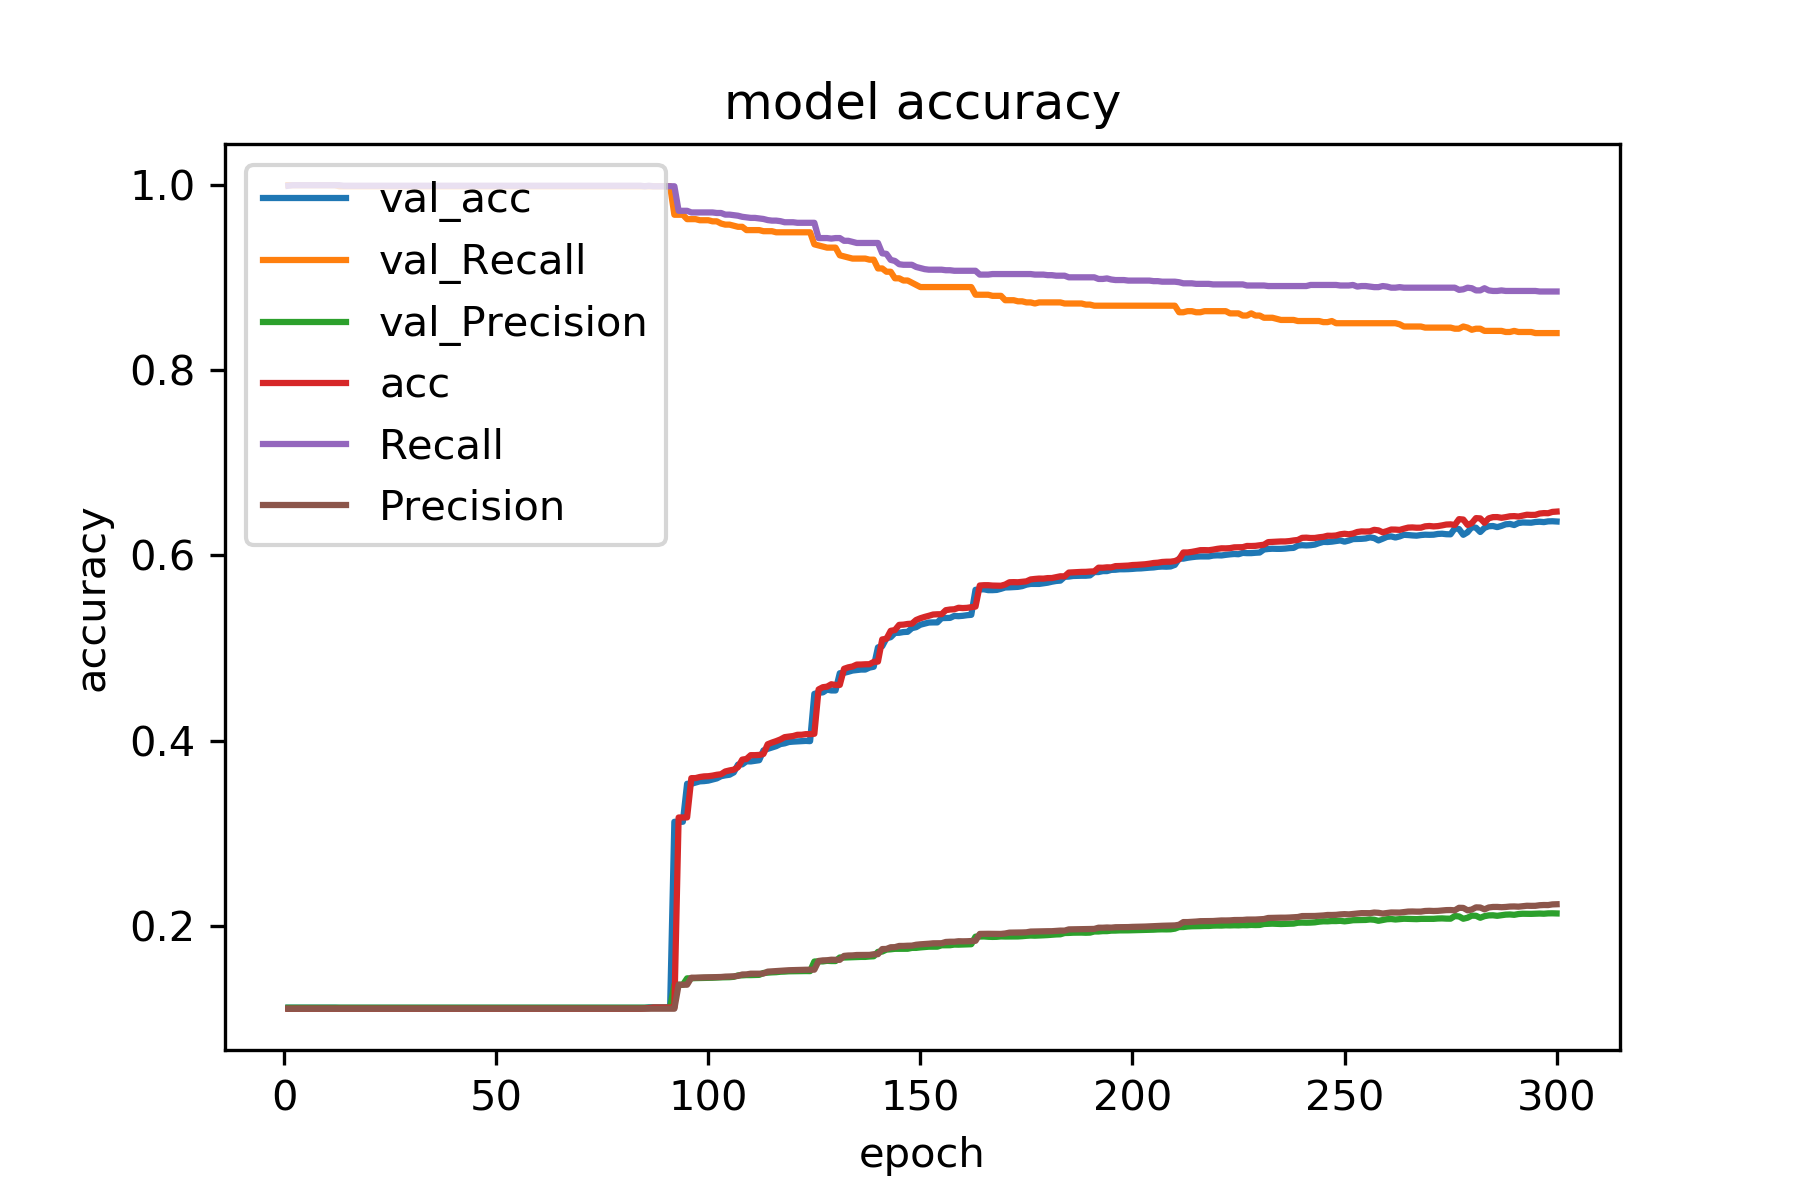 model accuracy
1.0
0.8
0.6
0.4
0.2
accuracy
val_acc
val_Recall
val_Precision
acc
Recall
Precision
0 50 100 150 200 250 300
epoch